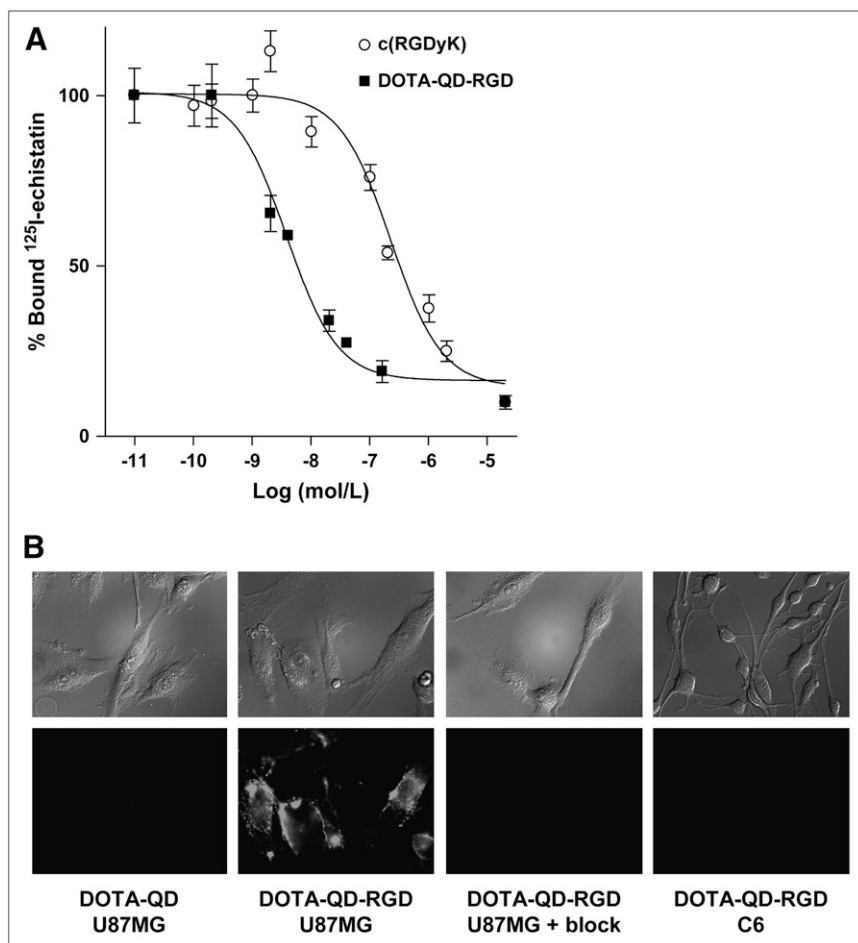 A
c(RGDyK)
DOTA-QD-RGD
% Bound ¹²⁵I-echistatin
100
50
0
-11 -10 -9 -8 -7 -6 -5
Log (mol/L)
B
DOTA-QD DOTA-QD-RGD DOTA-QD-RGD DOTA-QD-RGD
U87MG U87MG U87MG + block C6